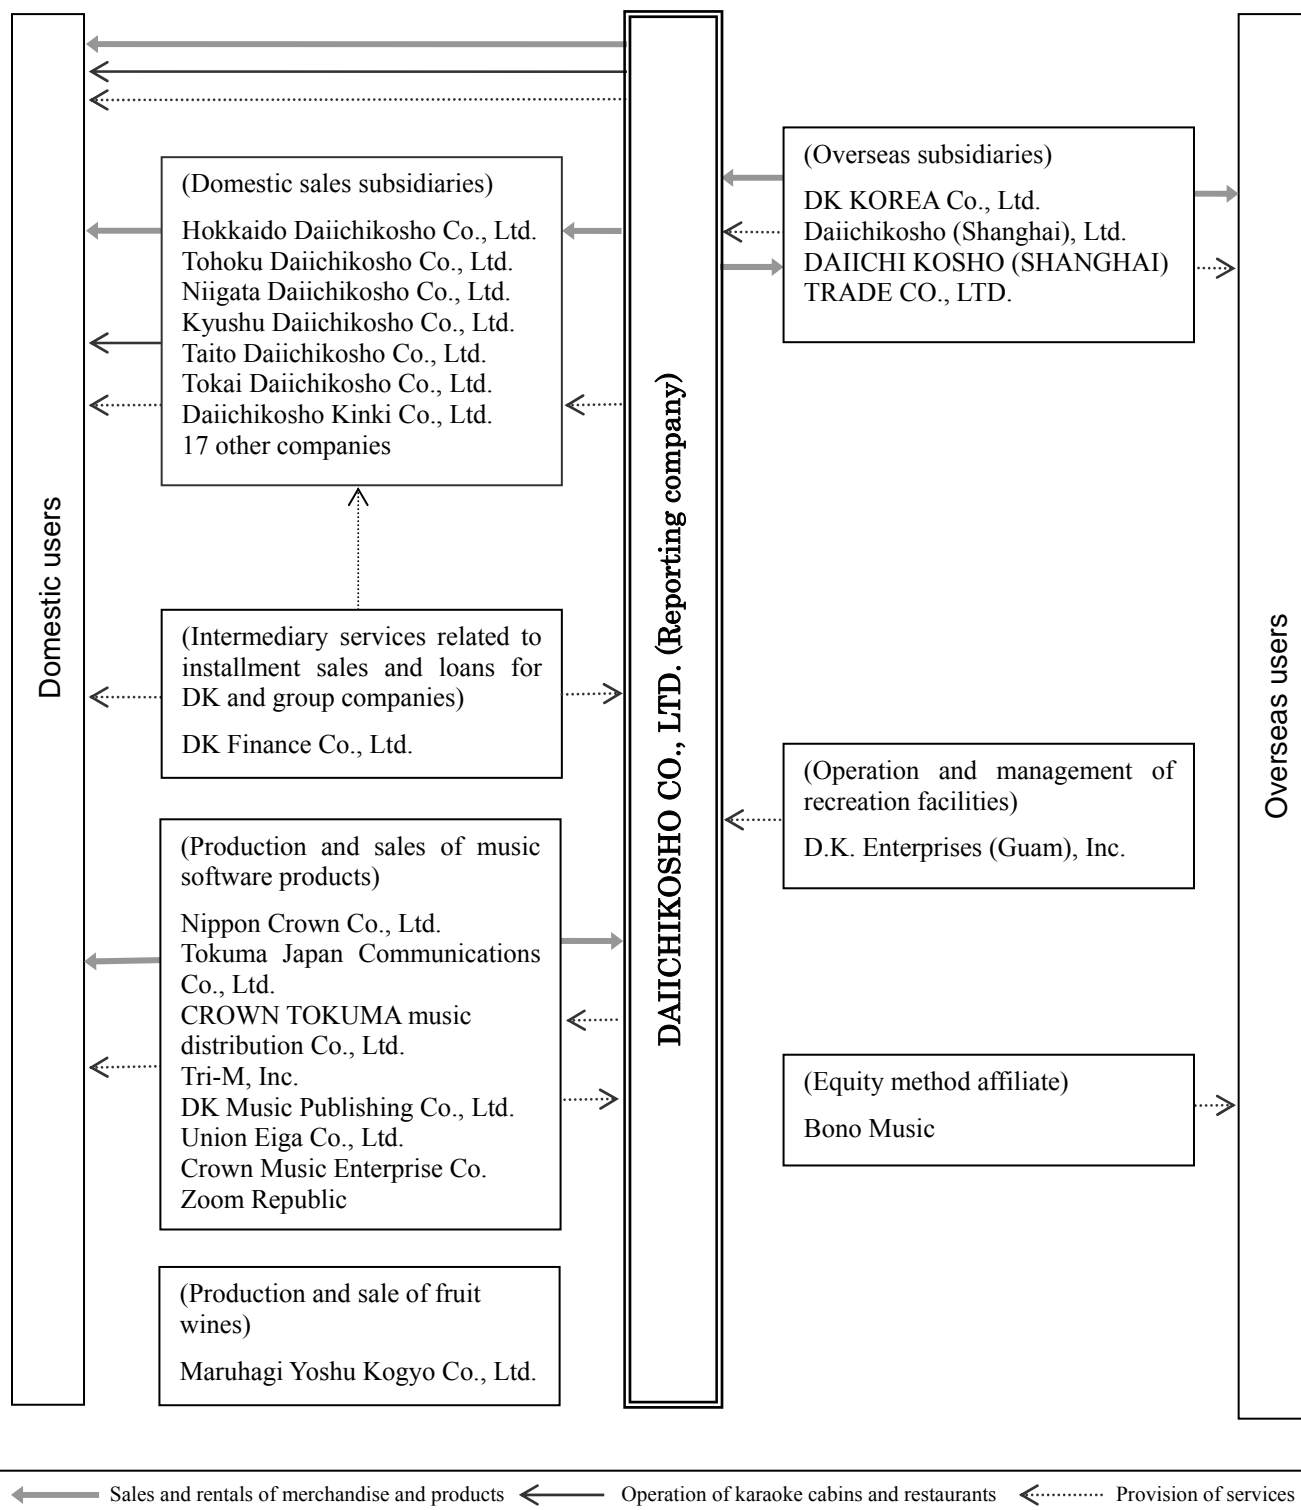 Domestic users
(Domestic sales subsidiaries)
Hokkaido Daiichikosho Co., Ltd.
Tohoku Daiichikosho Co., Ltd.
Niigata Daiichikosho Co., Ltd.
Kyushu Daiichikosho Co., Ltd.
Taito Daiichikosho Co., Ltd.
Tokai Daiichikosho Co., Ltd.
Daiichikosho Kinki Co., Ltd.
17 other companies
(Intermediary services related to
installment sales and loans for
DK and group companies)
DK Finance Co., Ltd.
(Production and sales of music
software products)
Nippon Crown Co., Ltd.
Tokuma Japan Communications
Co., Ltd.
CROWN TOKUMA music
distribution Co., Ltd.
Tri-M, Inc.
DK Music Publishing Co., Ltd.
Union Eiga Co., Ltd.
Crown Music Enterprise Co.
Zoom Republic
(Production and sale of fruit
wines)
Maruhagi Yoshu Kogyo Co., Ltd.
DAIICHIKOSHO CO., LTD. (Reporting company)
(Overseas subsidiaries)
DK KOREA Co., Ltd.
Daiichikosho (Shanghai), Ltd.
DAIICHI KOSHO (SHANGHAI)
TRADE CO., LTD.
(Operation and management of
recreation facilities)
D.K. Enterprises (Guam), Inc.
(Equity method affiliate)
Bono Music
Overseas users
Sales and rentals of merchandise and products
Operation of karaoke cabins and restaurants
Provision of services